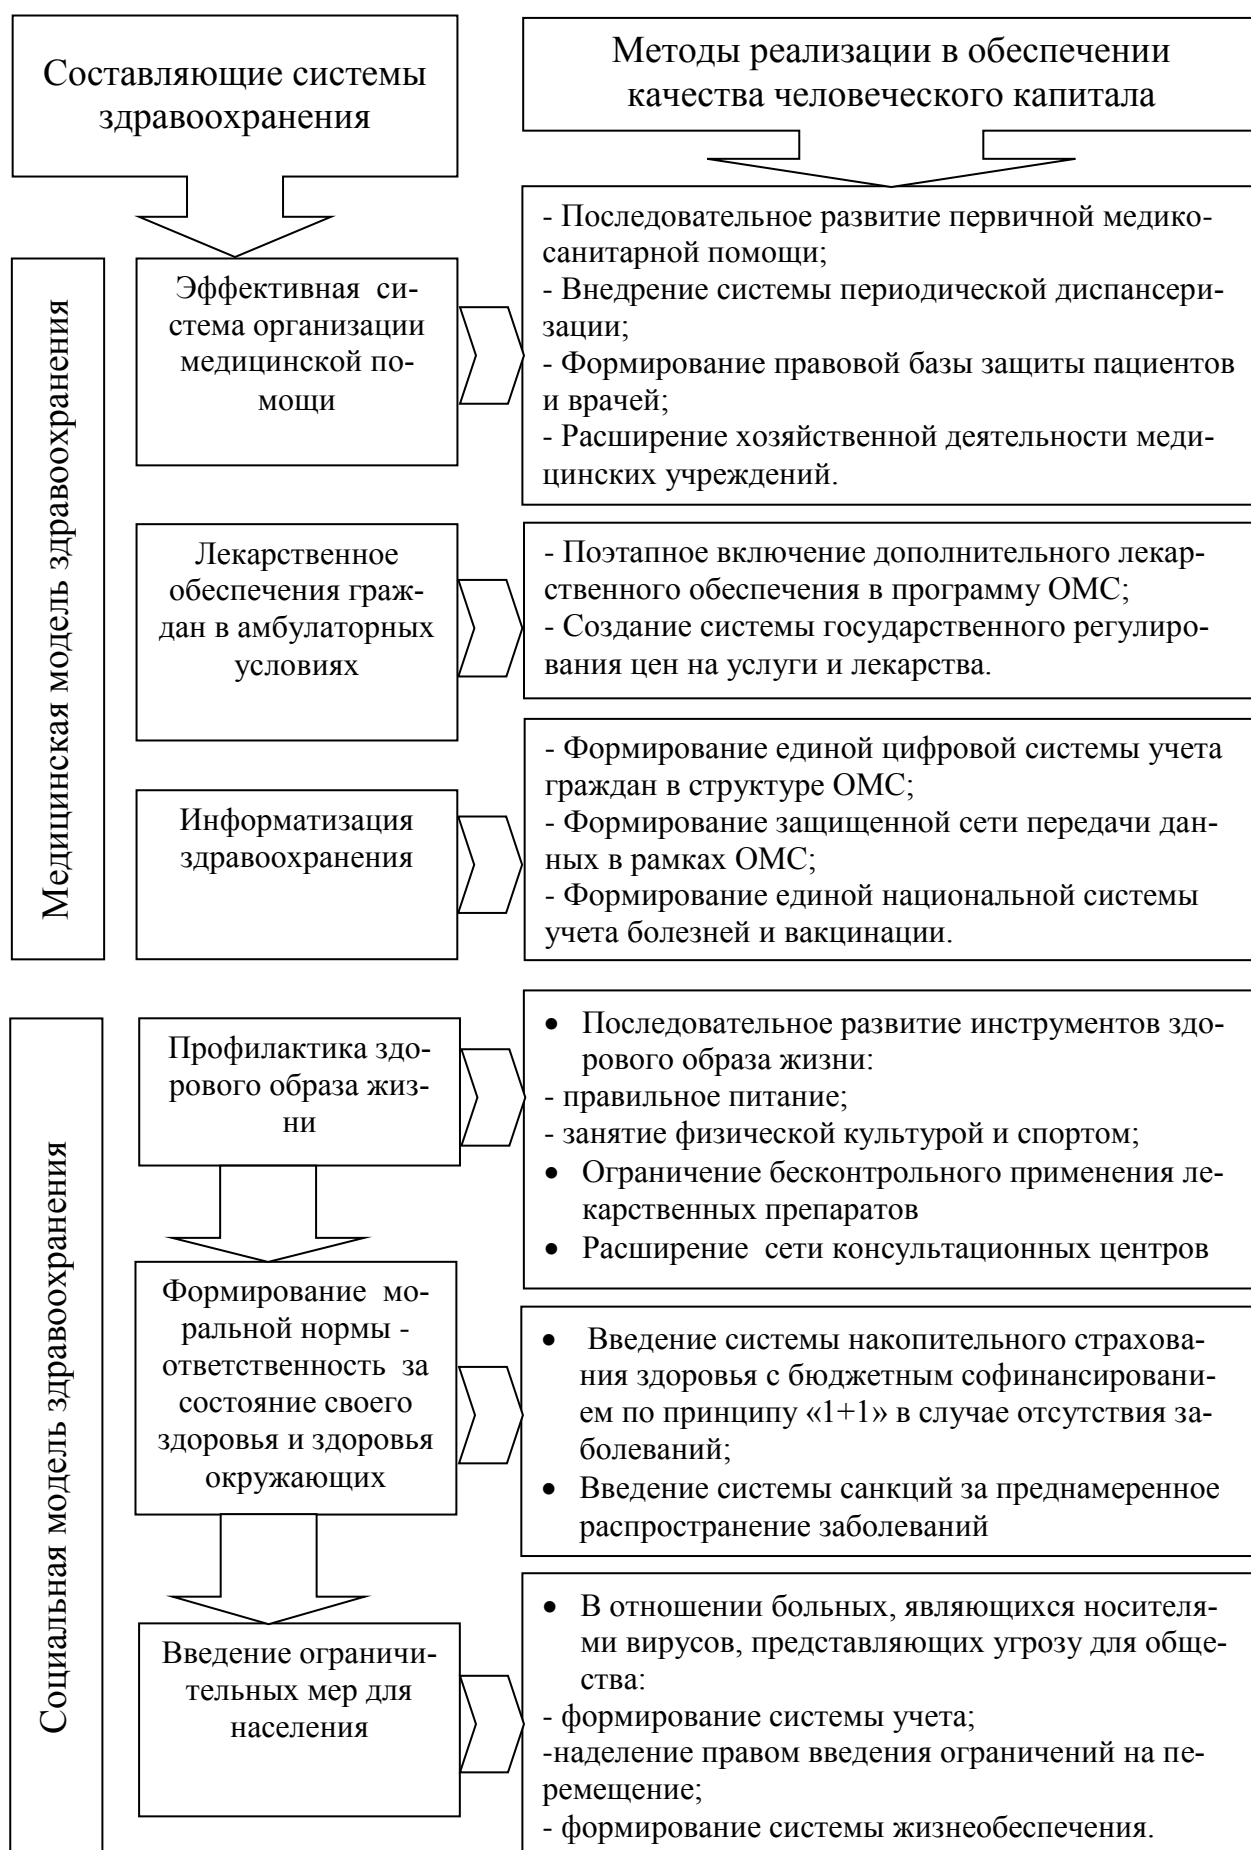 Составляющие системы
здравоохранения
Методы реализации в обеспечении
качества человеческого капитала
Медицинская модель здравоохранения
Эффективная си-
стема организации
медицинской по-
мощи
- Последовательное развитие первичной медико-
санитарной помощи;
- Внедрение системы периодической диспансери-
зации;
- Формирование правовой базы защиты пациентов
и врачей;
- Расширение хозяйственной деятельности меди-
цинских учреждений.
Лекарственное
обеспечения граж-
дан в амбулаторных
условиях
- Поэтапное включение дополнительного лекар-
ственного обеспечения в программу ОМС;
- Создание системы государственного регулиро-
вания цен на услуги и лекарства.
Информатизация
здравоохранения
- Формирование единой цифровой системы учета
граждан в структуре ОМС;
- Формирование защищенной сети передачи дан-
ных в рамках ОМС;
- Формирование единой национальной системы
учета болезней и вакцинации.
Социальная модель здравоохранения
Профилактика здо-
рового образа жиз-
ни
• Последовательное развитие инструментов здо-
рового образа жизни:
- правильное питание;
- занятие физической культурой и спортом;
• Ограничение бесконтрольного применения ле-
карственных препаратов
• Расширение сети консультационных центров
Формирование мо-
ральной нормы -
ответственность за
состояние своего
здоровья и здоровья
окружающих
• Введение системы накопительного страхова-
ния здоровья с бюджетным софинансировани-
ем по принципу «1+1» в случае отсутствия за-
болеваний;
• Введение системы санкций за преднамеренное
распространение заболеваний
Введение ограничи-
тельных мер для
населения
• В отношении больных, являющихся носителя-
ми вирусов, представляющих угрозу для обще-
ства:
- формирование системы учета;
-наделение правом введения ограничений на пе-
ремещение;
- формирование системы жизнеобеспечения.